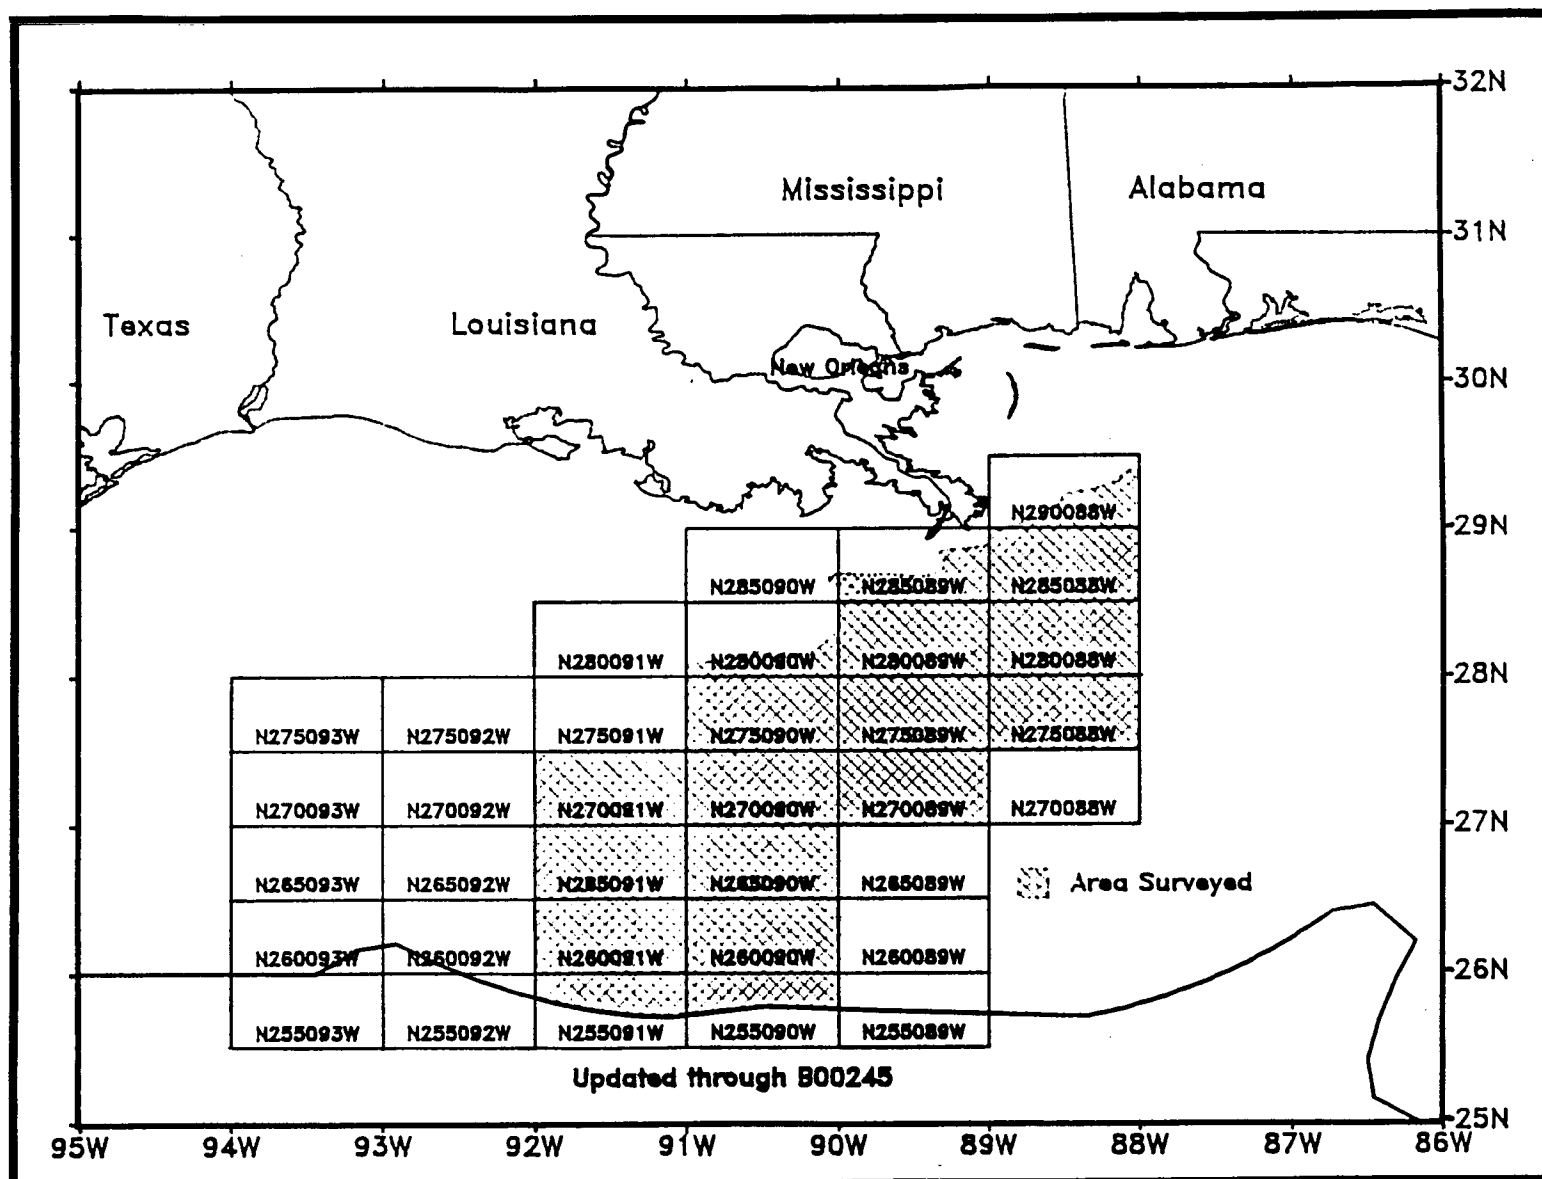 32N
Mississippi Alabama
31N
Texas Louisiana
New Orleans
30N
N290088W
29N
N285090W N285089W N285088W
N280091W N280090W N280089W N280088W
28N
N275093W N275092W N275091W N275090W N275089W N275088W
N270093W N270092W N270091W N270090W N270089W N270088W
27N
N265093W N265092W N265091W N265090W N265089W
Area Surveyed
N260093W N260092W N260091W N260090W N260089W
26N
N255093W N255092W N255091W N255090W N255089W
Updated through B00245
25N
95W 94W 93W 92W 91W 90W 89W 88W 87W 86W